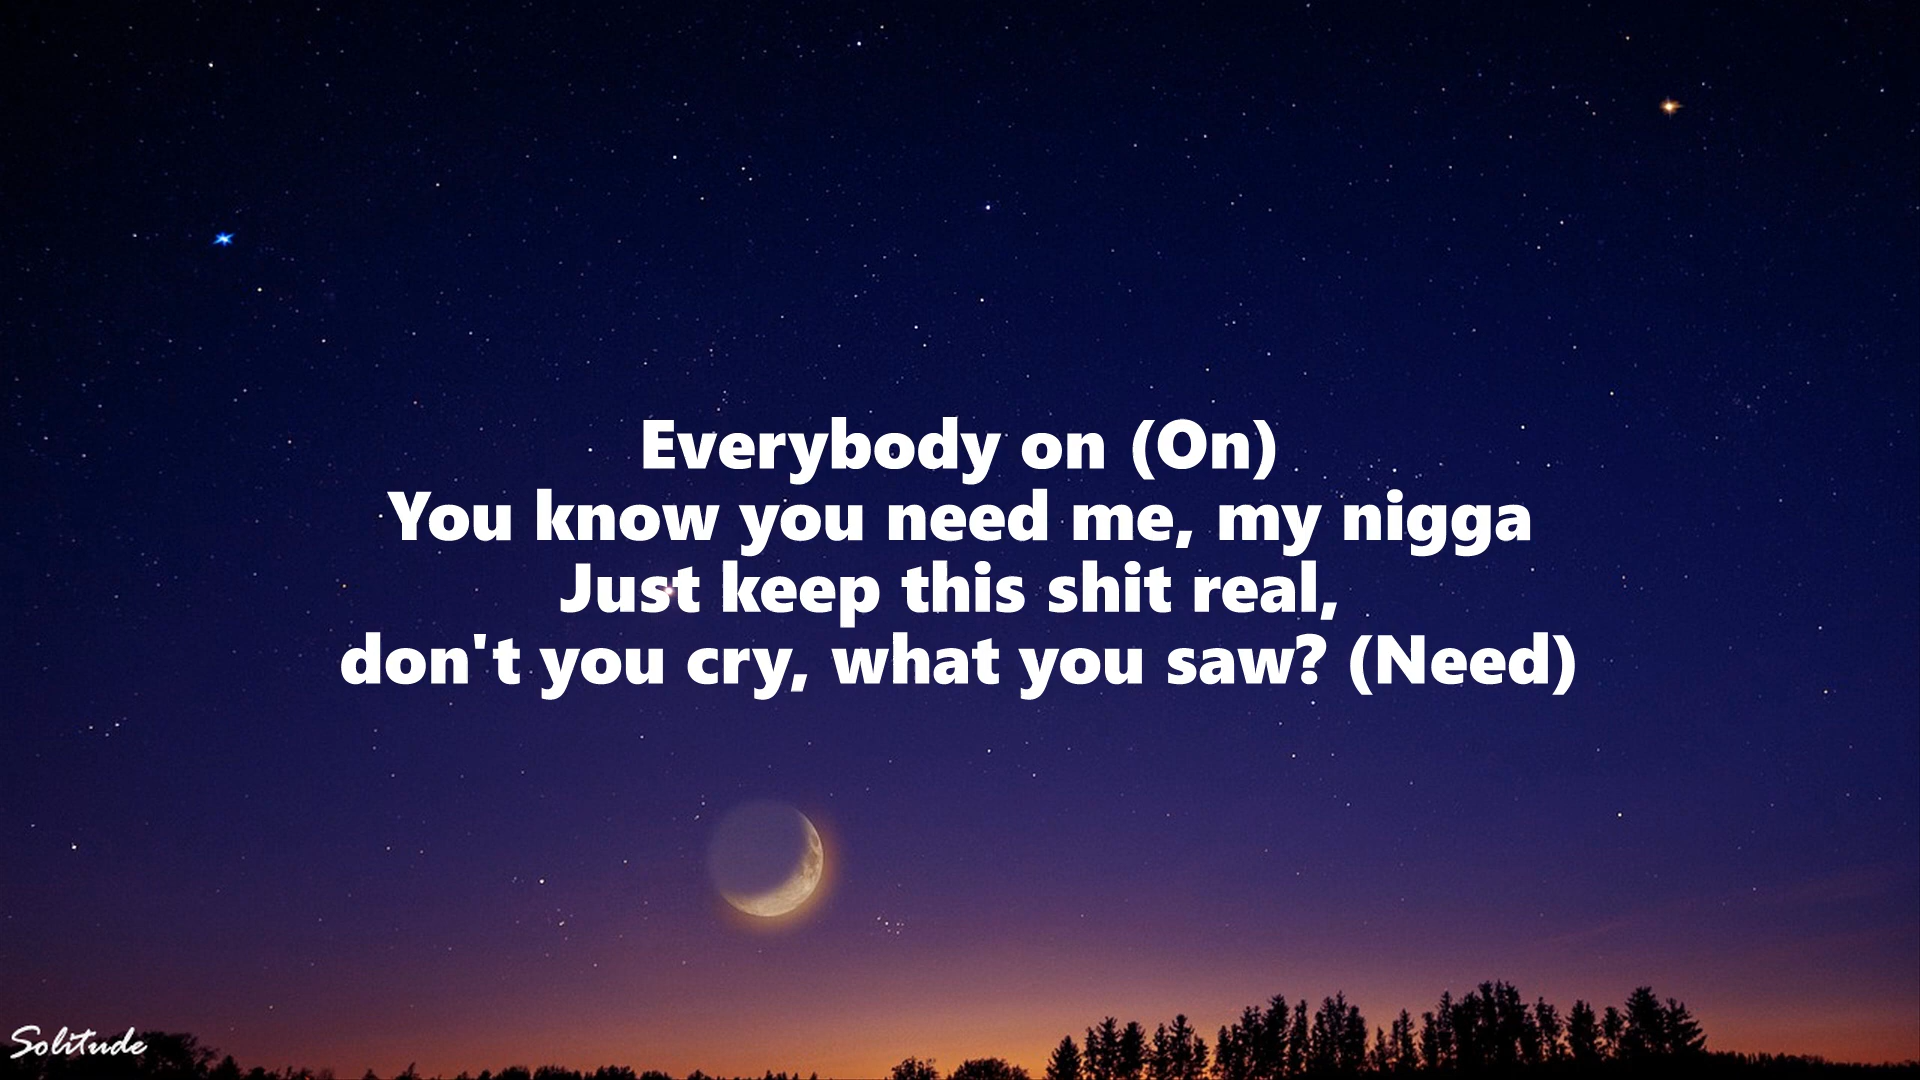 Everybody on (On)
You know you need me, my nigga
Just keep this shit real,
don't you cry, what you saw? (Need)
Solitude